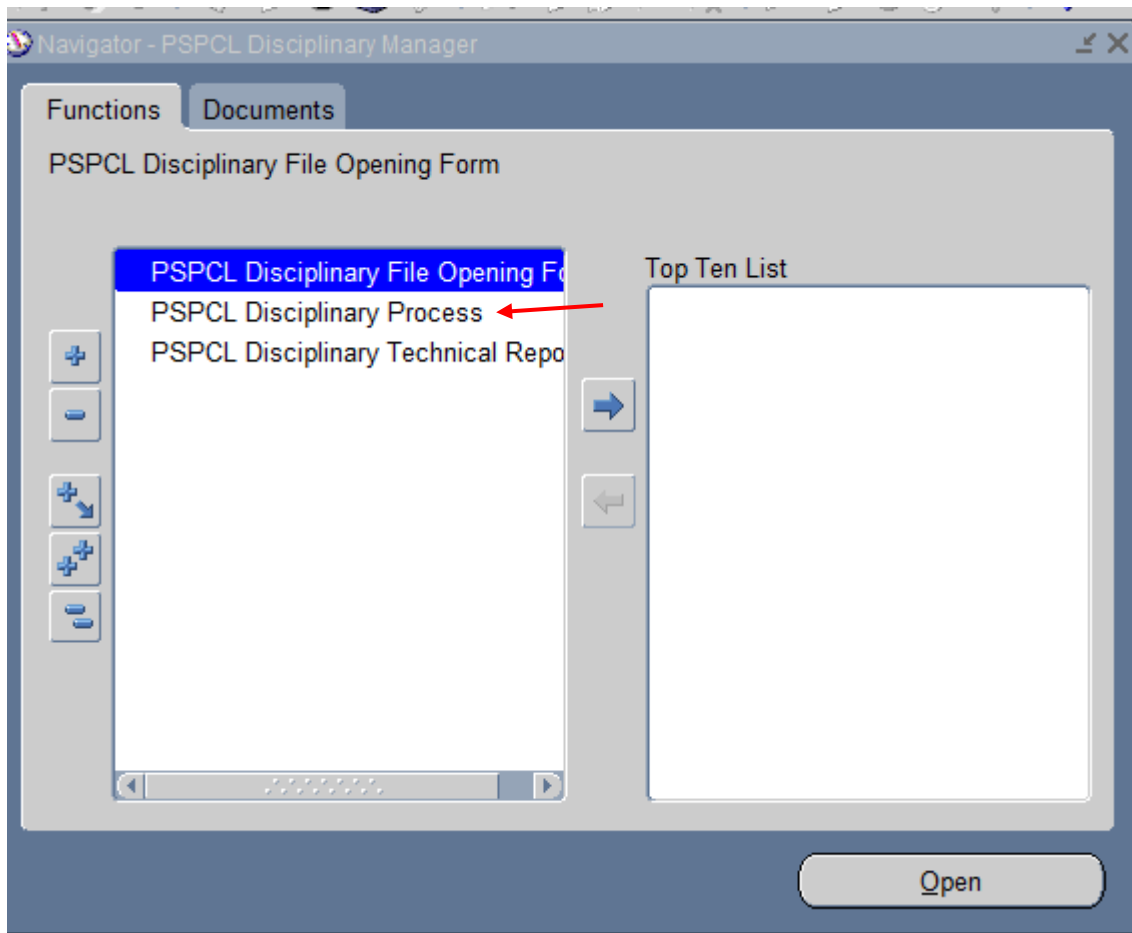 Navigator - PSPCL Disciplinary Manager
Functions Documents
PSPCL Disciplinary File Opening Form
PSPCL Disciplinary File Opening Fo
PSPCL Disciplinary Process
PSPCL Disciplinary Technical Repo
Top Ten List
Open